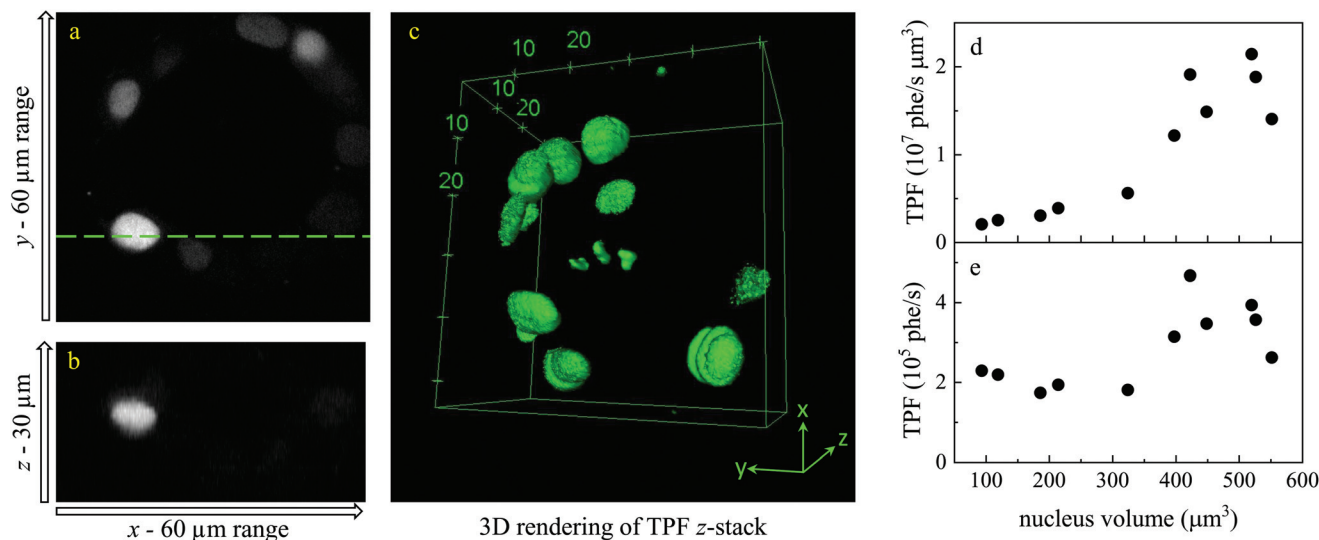 a
y - 60 µm range
b
z - 30 µm
x - 60 µm range
c
10
20
10
20
10
20
x
z
y
3D rendering of TPF z-stack
d
TPF (10⁷ phe/s µm³)
2
1
0
e
TPF (10⁵ phe/s)
4
2
0
100 200 300 400 500 600
nucleus volume (µm³)